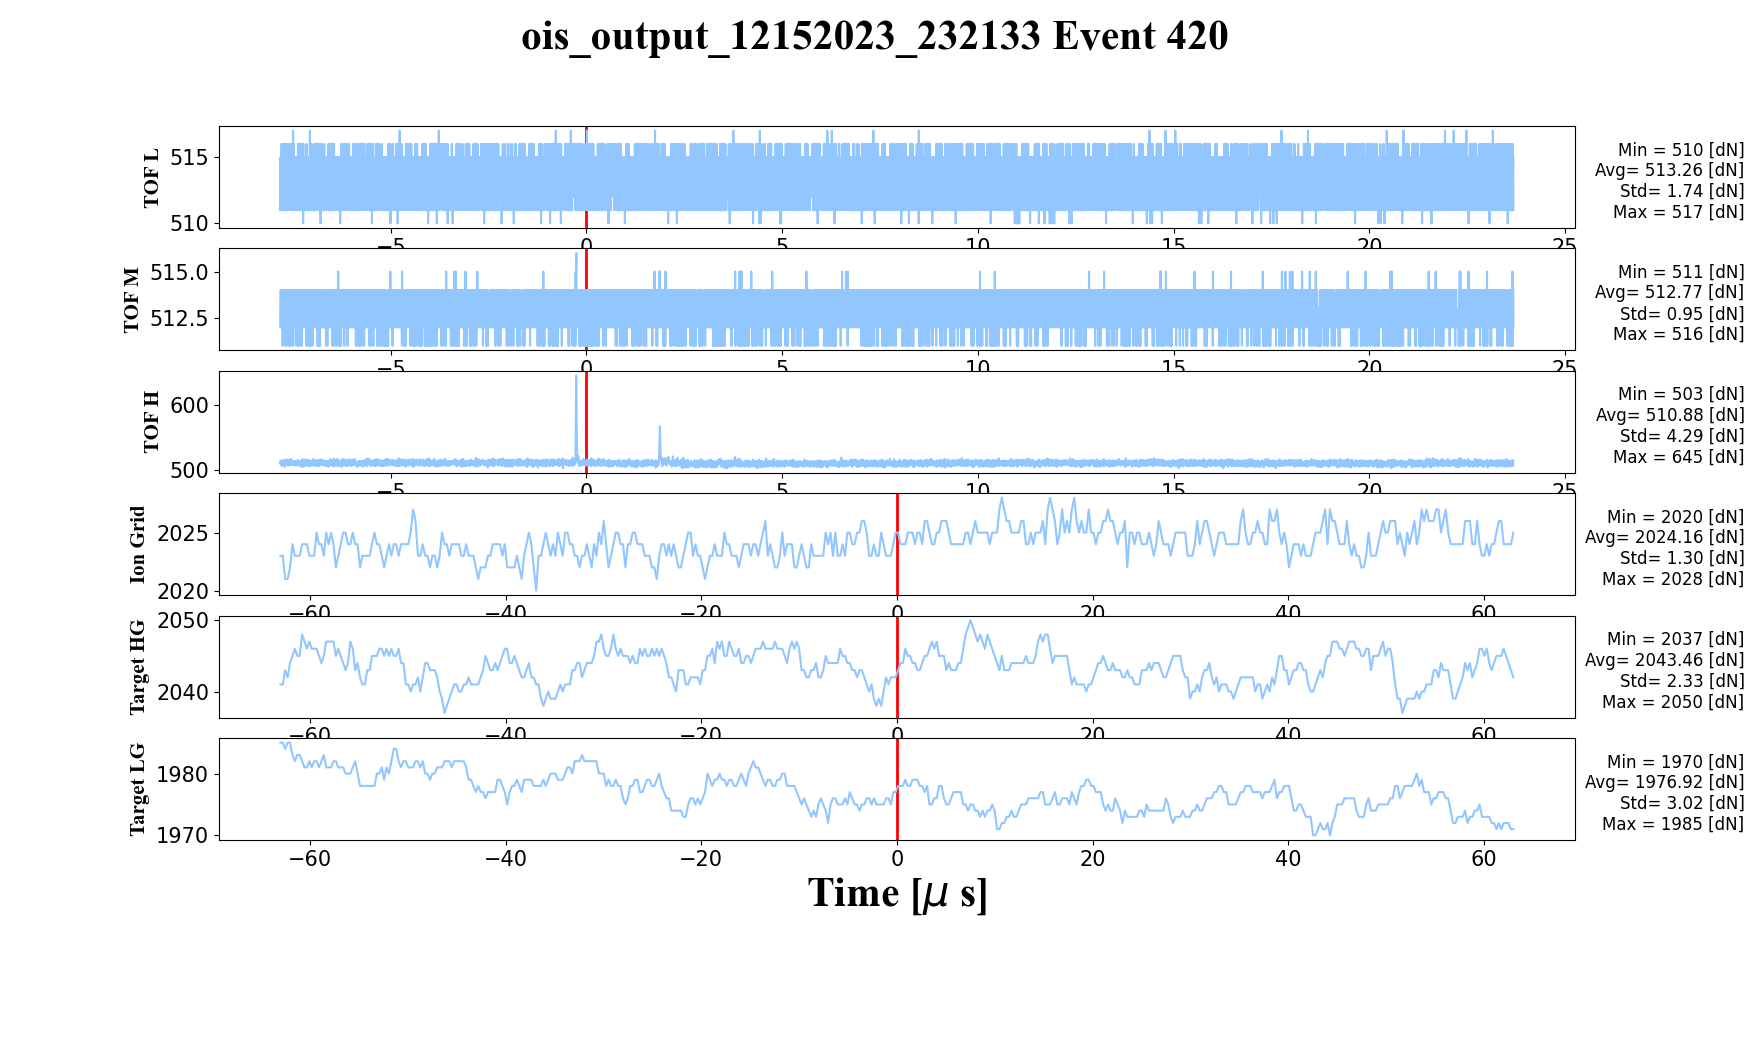 ois_output_12152023_232133 Event 420
TOF L
515
510
−5
0
5
10
15
20
25
Min = 510 [dN]
Avg= 513.26 [dN]
Std= 1.74 [dN]
Max = 517 [dN]
TOF M
515.0
512.5
−5
0
5
10
15
20
25
Min = 511 [dN]
Avg= 512.77 [dN]
Std= 0.95 [dN]
Max = 516 [dN]
TOF H
600
500
−5
0
5
10
15
20
25
Min = 503 [dN]
Avg= 510.88 [dN]
Std= 4.29 [dN]
Max = 645 [dN]
Ion Grid
2025
2020
−60
−40
−20
0
20
40
60
Min = 2020 [dN]
Avg= 2024.16 [dN]
Std= 1.30 [dN]
Max = 2028 [dN]
Target HG
2050
2040
−60
−40
−20
0
20
40
60
Min = 2037 [dN]
Avg= 2043.46 [dN]
Std= 2.33 [dN]
Max = 2050 [dN]
Target LG
1980
1970
−60
−40
−20
0
20
40
60
Min = 1970 [dN]
Avg= 1976.92 [dN]
Std= 3.02 [dN]
Max = 1985 [dN]
Time [μ s]